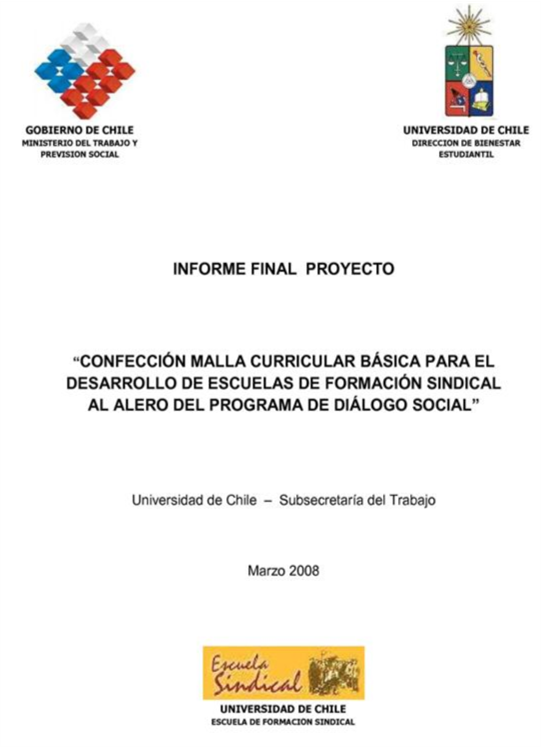 GOBIERNO DE CHILE
MINISTERIO DEL TRABAJO Y
PREVISION SOCIAL
UNIVERSIDAD DE CHILE
DIRECCION DE BIENESTAR
ESTUDIANTIL
INFORME FINAL PROYECTO
“CONFECCIÓN MALLA CURRICULAR BÁSICA PARA EL
DESARROLLO DE ESCUELAS DE FORMACIÓN SINDICAL
AL ALERO DEL PROGRAMA DE DIÁLOGO SOCIAL”
Universidad de Chile – Subsecretaría del Trabajo
Marzo 2008
Escuela
Sindical
UNIVERSIDAD DE CHILE
ESCUELA DE FORMACION SINDICAL